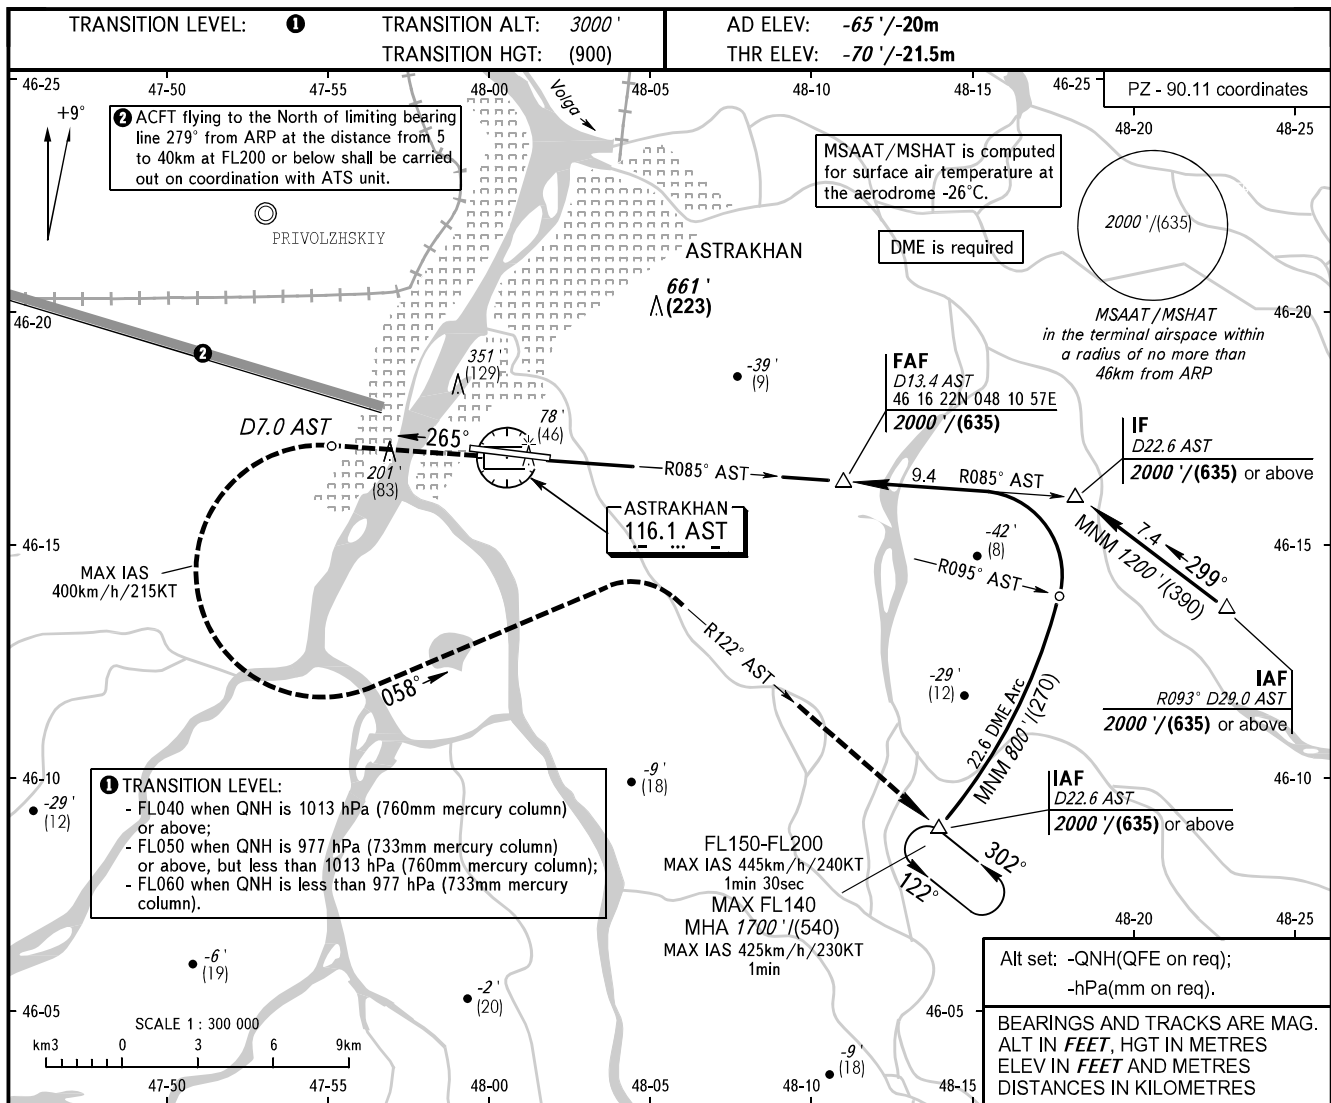 TRANSITION LEVEL: ❶ TRANSITION ALT: 3000 '
TRANSITION HGT: (900)
AD ELEV: -65 '/-20m
THR ELEV: -70 '/-21.5m
46-25 47-50 47-55 48-00 48-05 48-10 48-15 46-25
PZ - 90.11 coordinates
48-20 48-25
+9°
❷ ACFT flying to the North of limiting bearing
line 279° from ARP at the distance from 5
to 40km at FL200 or below shall be carried
out on coordination with ATS unit.
Volga
MSAAT/MSHAT is computed
for surface air temperature at
the aerodrome -26°C.
2000 '/(635)
PRIVOLZHSKIY
DME is required
ASTRAKHAN
661 '
(223)
46-20
46-20
MSAAT/MSHAT
in the terminal airspace within
a radius of no more than
46km from ARP
❷
351 '
(129)
-39 '
(9)
FAF
D13.4 AST
46 16 22N 048 10 57E
2000 '/(635)
IF
D22.6 AST
2000 '/(635) or above
D7.0 AST
265°
78 '
(46)
201 '
(83)
R085° AST
9.4 R085° AST
ASTRAKHAN
116.1 AST
-42 '
(8)
R095° AST
7.4 299°
MNM 1200 '/(390)
46-15
46-15
MAX IAS
400km/h/215KT
R122° AST
058°
-29 '
(12)
22.6 DME Arc
MNM 800 '/(270)
IAF
R093° D29.0 AST
2000 '/(635) or above
46-10
46-10
❶ TRANSITION LEVEL:
- FL040 when QNH is 1013 hPa (760mm mercury column)
or above;
- FL050 when QNH is 977 hPa (733mm mercury column)
or above, but less than 1013 hPa (760mm mercury column);
- FL060 when QNH is less than 977 hPa (733mm mercury
column).
-29 '
(12)
-9 '
(18)
IAF
D22.6 AST
2000 '/(635) or above
FL150-FL200
MAX IAS 445km/h/240KT
1min 30sec
MAX FL140
MHA 1700 '/(540)
MAX IAS 425km/h/230KT
1min
302°
122°
48-20 48-25
-6 '
(19)
-2 '
(20)
Alt set: -QNH(QFE on req);
-hPa(mm on req).
46-05
46-05
SCALE 1 : 300 000
km3 0 3 6 9km
-9 '
(18)
BEARINGS AND TRACKS ARE MAG.
ALT IN FEET, HGT IN METRES
ELEV IN FEET AND METRES
DISTANCES IN KILOMETRES
47-50 47-55 48-00 48-05 48-10 48-15